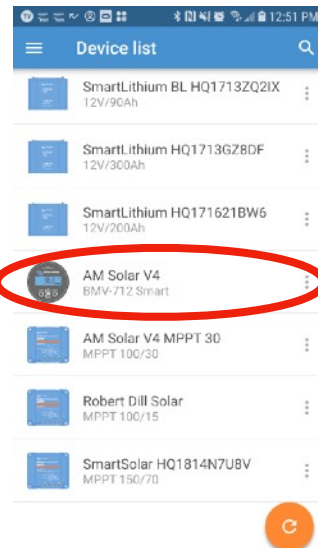 12:51 PM
Device list
SmartLithium BL HQ1713ZQ2IX
12V/90Ah
SmartLithium HQ1713GZ8DF
12V/300Ah
SmartLithium HQ171621BW6
12V/200Ah
AM Solar V4
BMV-712 Smart
AM Solar V4 MPPT 30
MPPT 100/30
Robert Dill Solar
MPPT 100/15
SmartSolar HQ1814N7U8V
MPPT 150/70